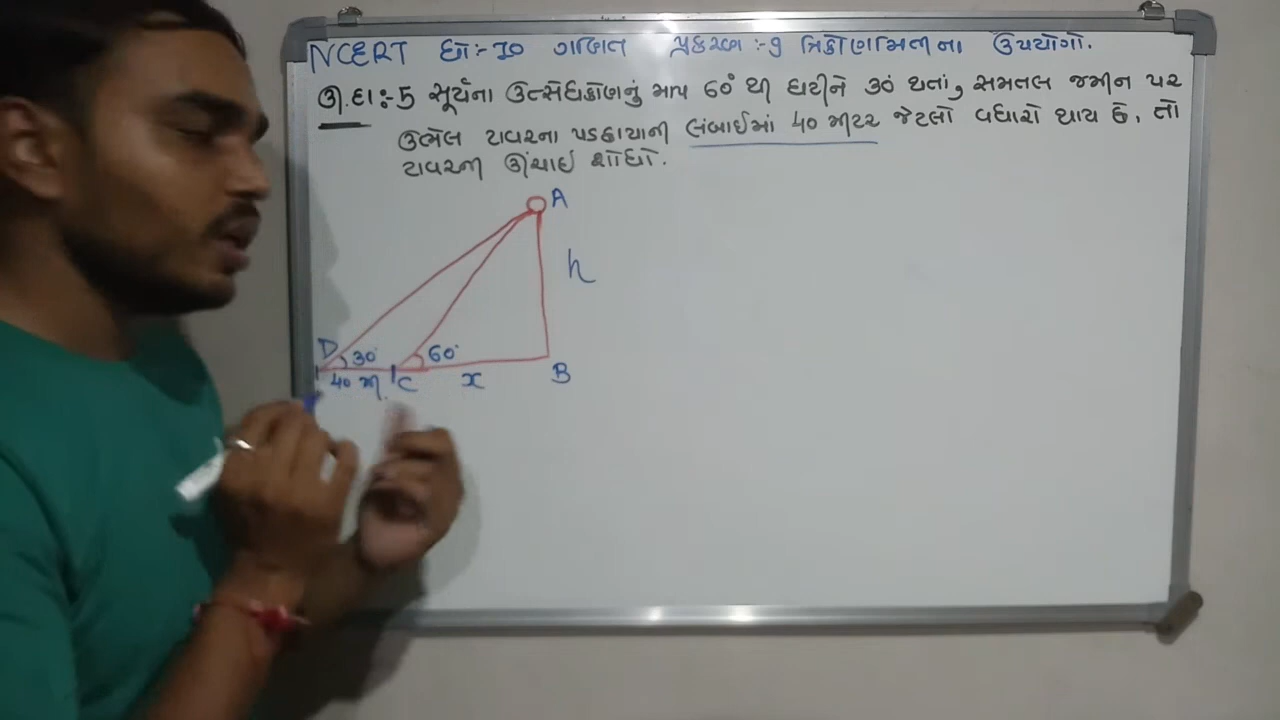 NCERT ધો:-10 ગણિત પ્રકરણ :-9 ત્રિકોણમિતીના ઉપયોગો.
ઊ.દા:-5 સૂર્યના ઉત્સેધકોણનું માપ 60° થી ઘટીને 30° થતાં, સમતલ જમીન પર
ઉભેલ ટાવરના પડછાયાની લંબાઈમાં 40 મીટર જેટલો વધારો થાય છે, તો
ટાવરની ઊંચાઈ શોધો.
A
h
D 30° 60°
40 મી. C x B